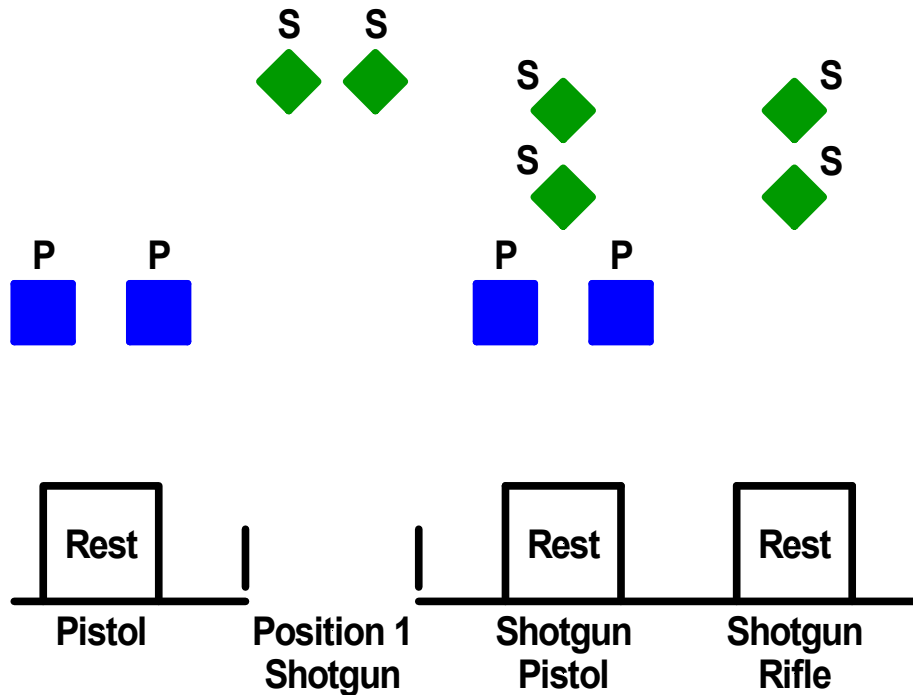 S S
S S
S S
P P P P
Rest Rest Rest
Pistol Position 1 Shotgun Shotgun
Shotgun Pistol Rifle